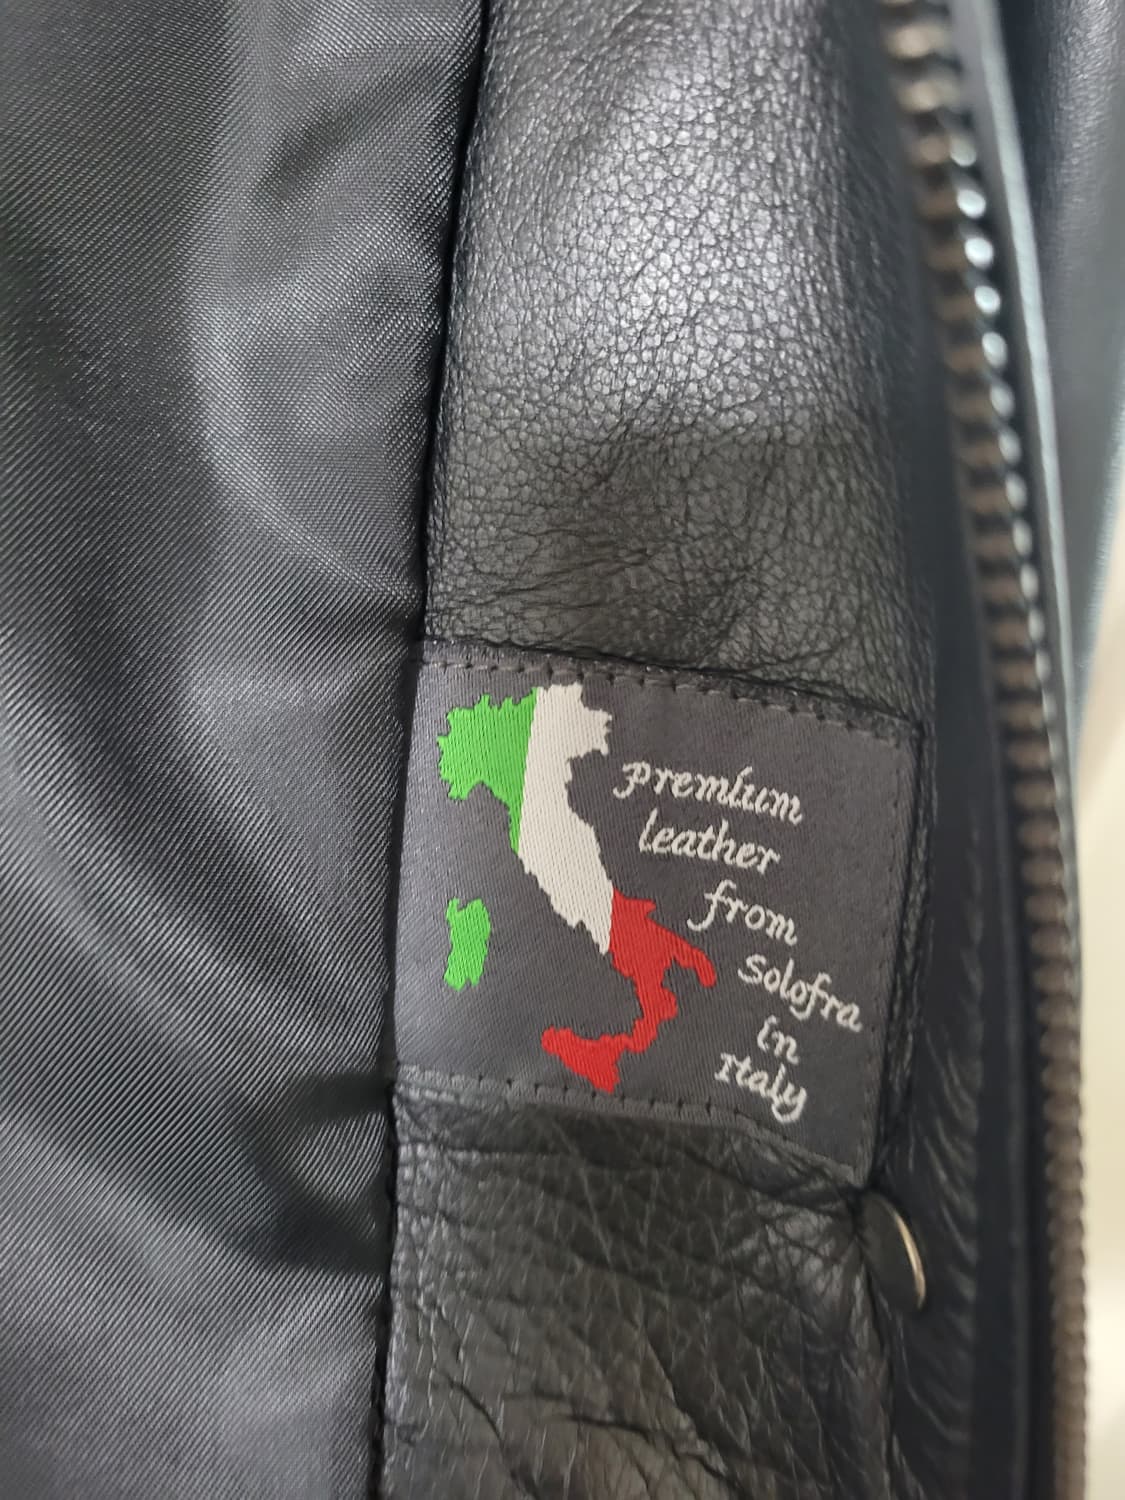 premium
leather
from
solofra
in
Italy